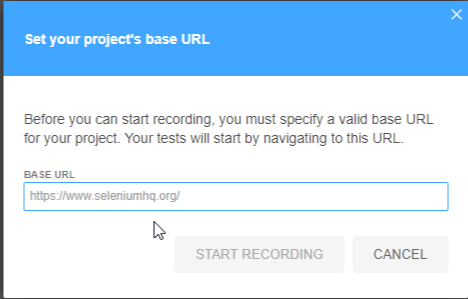 Set your project's base URL
Before you can start recording, you must specify a valid base URL
for your project. Your tests will start by navigating to this URL.
BASE URL
https://www.seleniumhq.org/
START RECORDING CANCEL